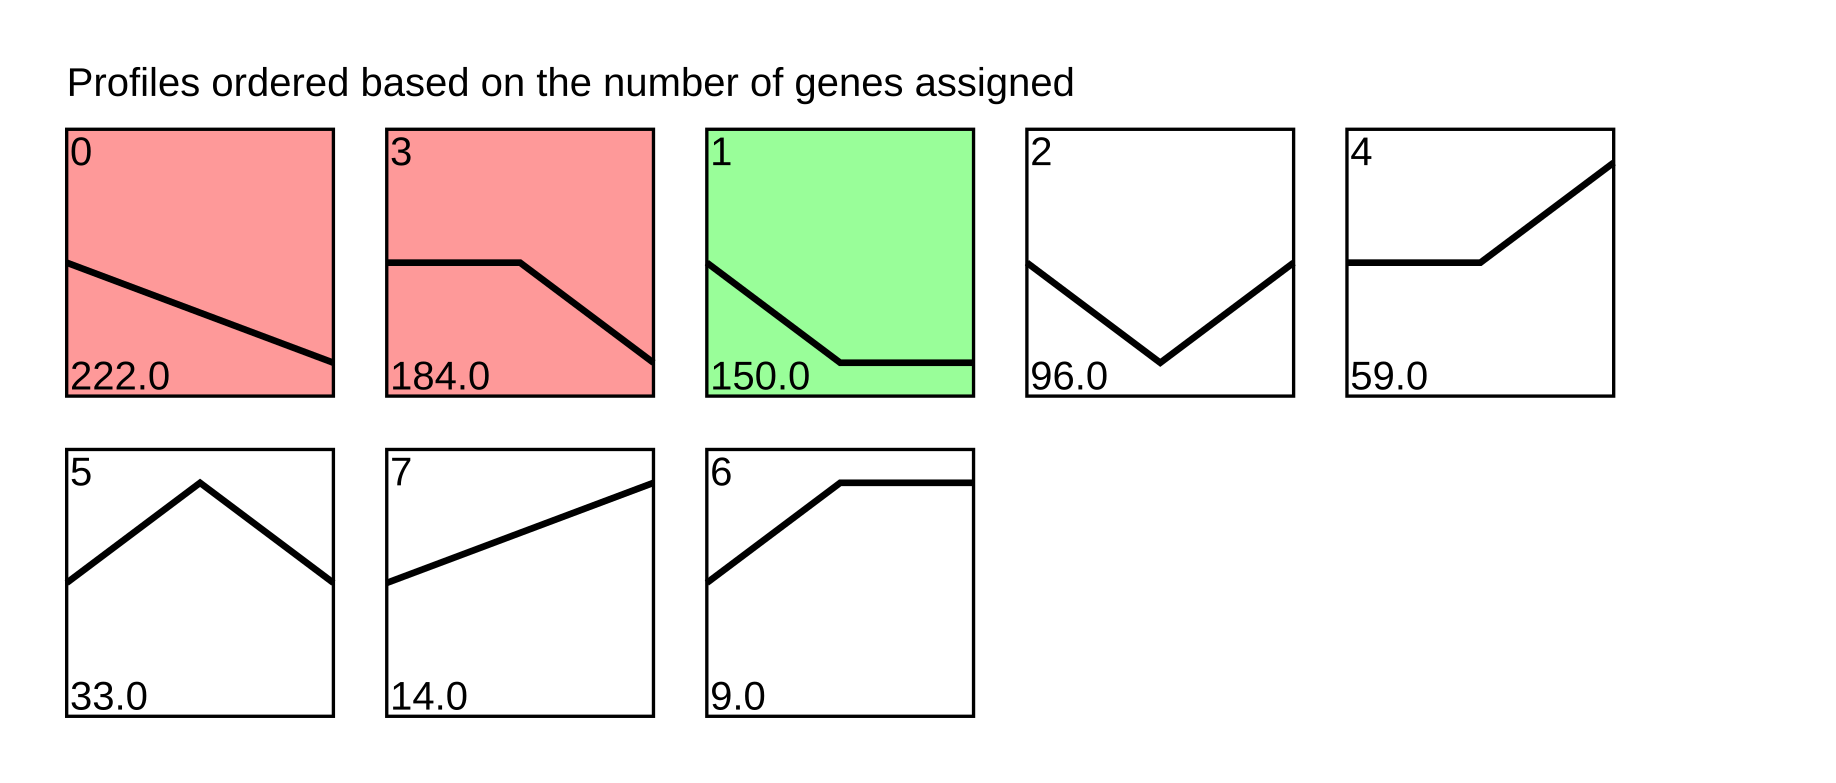 Profiles ordered based on the number of genes assigned
0 3 1 2 4
222.0 184.0 150.0 96.0 59.0
5 7 6
33.0 14.0 9.0